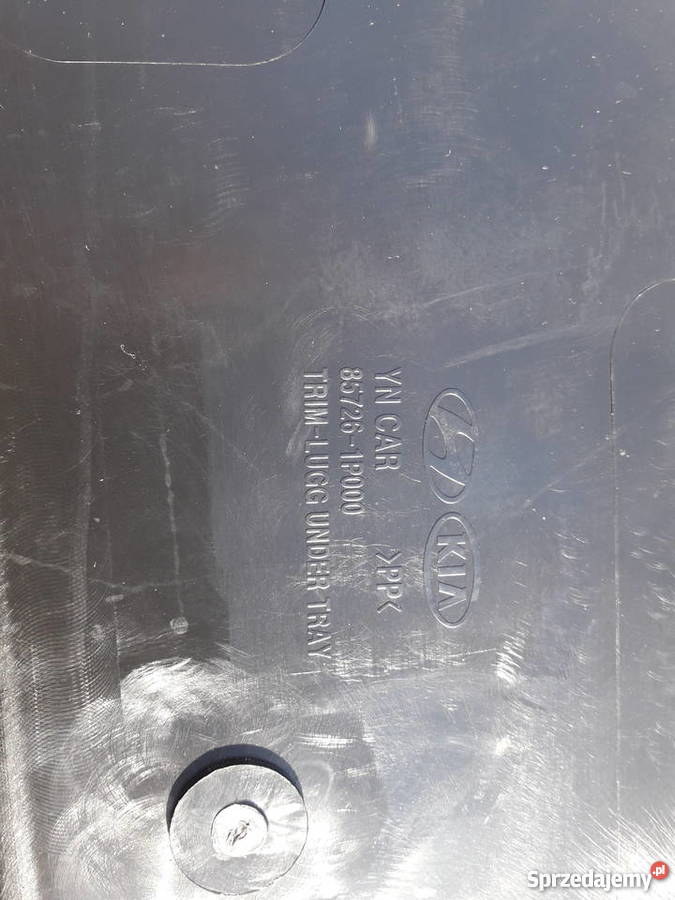 KIA
YN CAR >PP<
85726-1P000
TRIM-LUGG UNDER TRAY
Sprzedajemy.pl